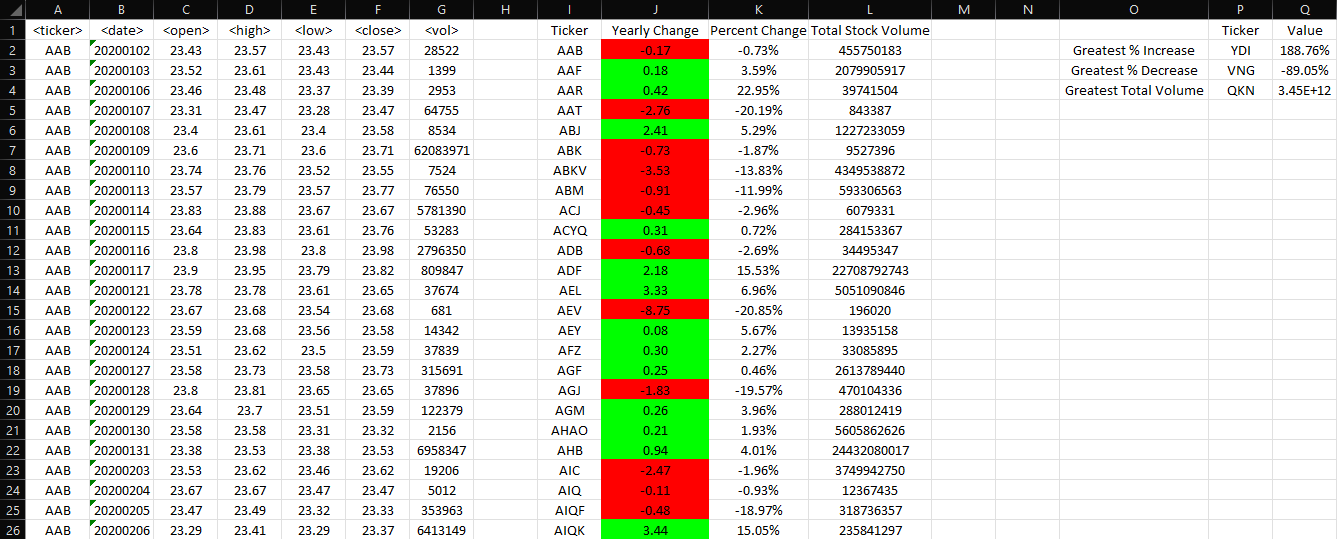 A B C D E F G H I J K L M N O P Q
1 <ticker> <date> <open> <high> <low> <close> <vol> Ticker Yearly Change Percent Change Total Stock Volume Ticker Value
2 AAB 20200102 23.43 23.57 23.43 23.57 28522 AAB -0.17 -0.73% 455750183 Greatest % Increase YDI 188.76%
3 AAB 20200103 23.52 23.61 23.43 23.44 1399 AAF 0.18 3.59% 2079905917 Greatest % Decrease VNG -89.05%
4 AAB 20200106 23.46 23.48 23.37 23.39 2953 AAR 0.42 22.95% 39741504 Greatest Total Volume QKN 3.45E+12
5 AAB 20200107 23.31 23.47 23.28 23.47 64755 AAT -2.76 -20.19% 843387
6 AAB 20200108 23.4 23.61 23.4 23.58 8534 ABJ 2.41 5.29% 1227233059
7 AAB 20200109 23.6 23.71 23.6 23.71 62083971 ABK -0.73 -1.87% 9527396
8 AAB 20200110 23.74 23.76 23.52 23.55 7524 ABKV -3.53 -13.83% 4349538872
9 AAB 20200113 23.57 23.79 23.57 23.77 76550 ABM -0.91 -11.99% 593306563
10 AAB 20200114 23.83 23.88 23.67 23.67 5781390 ACJ -0.45 -2.96% 6079331
11 AAB 20200115 23.64 23.83 23.61 23.76 53283 ACYQ 0.31 0.72% 284153367
12 AAB 20200116 23.8 23.98 23.8 23.98 2796350 ADB -0.68 -2.69% 34495347
13 AAB 20200117 23.9 23.95 23.79 23.82 809847 ADF 2.18 15.53% 22708792743
14 AAB 20200121 23.78 23.78 23.61 23.65 37674 AEL 3.33 6.96% 5051090846
15 AAB 20200122 23.67 23.68 23.54 23.68 681 AEV -8.75 -20.85% 196020
16 AAB 20200123 23.59 23.68 23.56 23.58 14342 AEY 0.08 5.67% 13935158
17 AAB 20200124 23.51 23.62 23.5 23.59 37839 AFZ 0.30 2.27% 33085895
18 AAB 20200127 23.58 23.73 23.58 23.73 315691 AGF 0.25 0.46% 2613789440
19 AAB 20200128 23.8 23.81 23.65 23.65 37896 AGJ -1.83 -19.57% 470104336
20 AAB 20200129 23.64 23.7 23.51 23.59 122379 AGM 0.26 3.96% 288012419
21 AAB 20200130 23.58 23.58 23.31 23.32 2156 AHAO 0.21 1.93% 5605862626
22 AAB 20200131 23.38 23.53 23.38 23.53 6958347 AHB 0.94 4.01% 24432080017
23 AAB 20200203 23.53 23.62 23.46 23.62 19206 AIC -2.47 -1.96% 3749942750
24 AAB 20200204 23.67 23.67 23.47 23.47 5012 AIQ -0.11 -0.93% 12367435
25 AAB 20200205 23.47 23.49 23.32 23.33 353963 AIQF -0.48 -18.97% 318736357
26 AAB 20200206 23.29 23.41 23.29 23.37 6413149 AIQK 3.44 15.05% 235841297